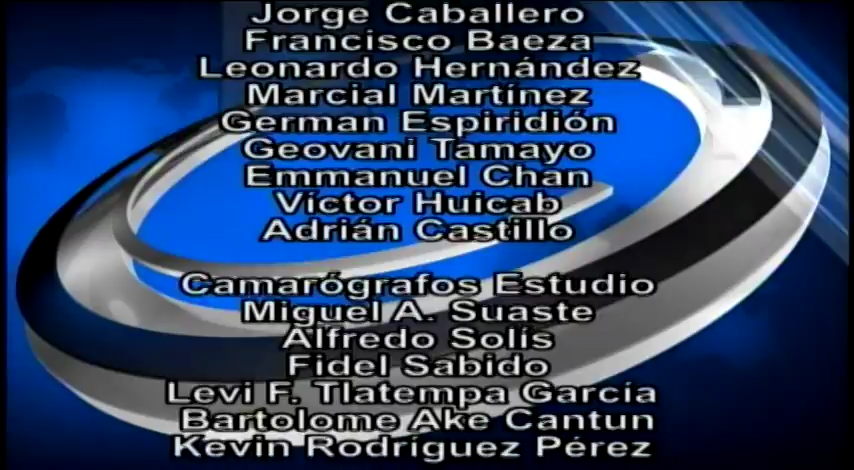 Jorge Caballero
Francisco Baeza
Leonardo Hernández
Marcial Martínez
German Espiridión
Geovani Tamayo
Emmanuel Chan
Víctor Huicab
Adrián Castillo
Camarógrafos Estudio
Miguel A. Suaste
Alfredo Solís
Fidel Sabido
Levi F. Tlatempa García
Bartolome Ake Cantun
Kevin Rodríguez Pérez